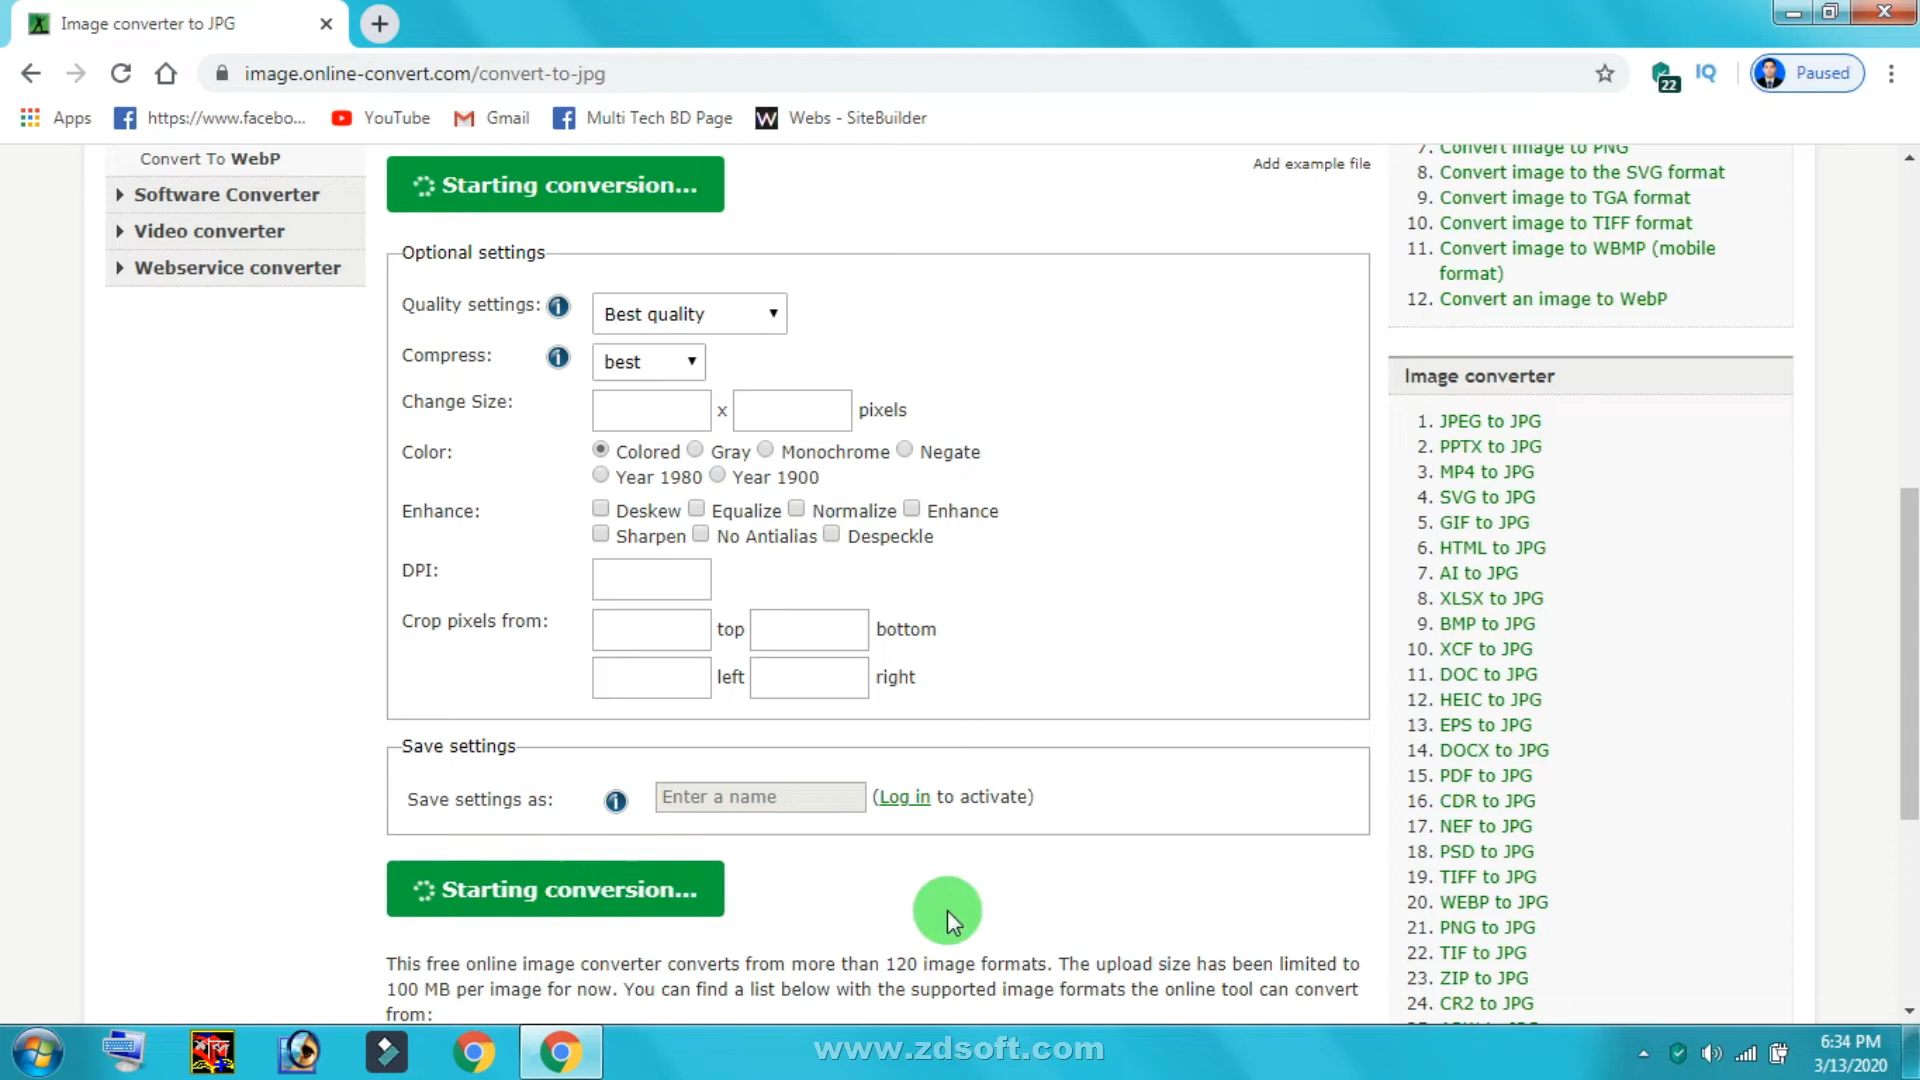 Image converter to JPG
image.online-convert.com/convert-to-jpg
22
IQ
Paused
Apps
https://www.facebo...
YouTube
Gmail
Multi Tech BD Page
Webs - SiteBuilder
Convert To WebP
Software Converter
Video converter
Webservice converter
Starting conversion...
Add example file
Optional settings
Quality settings: Best quality
Compress: best
Change Size: x pixels
Color: Colored Gray Monochrome Negate
Year 1980 Year 1900
Enhance: Deskew Equalize Normalize Enhance
Sharpen No Antialias Despeckle
DPI:
Crop pixels from: top bottom
left right
Save settings
Save settings as: Enter a name (Log in to activate)
Starting conversion...
This free online image converter converts from more than 120 image formats. The upload size has been limited to
100 MB per image for now. You can find a list below with the supported image formats the online tool can convert
from:
7. Convert image to PNG
8. Convert image to the SVG format
9. Convert image to TGA format
10. Convert image to TIFF format
11. Convert image to WBMP (mobile
format)
12. Convert an image to WebP
Image converter
1. JPEG to JPG
2. PPTX to JPG
3. MP4 to JPG
4. SVG to JPG
5. GIF to JPG
6. HTML to JPG
7. AI to JPG
8. XLSX to JPG
9. BMP to JPG
10. XCF to JPG
11. DOC to JPG
12. HEIC to JPG
13. EPS to JPG
14. DOCX to JPG
15. PDF to JPG
16. CDR to JPG
17. NEF to JPG
18. PSD to JPG
19. TIFF to JPG
20. WEBP to JPG
21. PNG to JPG
22. TIF to JPG
23. ZIP to JPG
24. CR2 to JPG
www.zdsoft.com
6:34 PM
3/13/2020